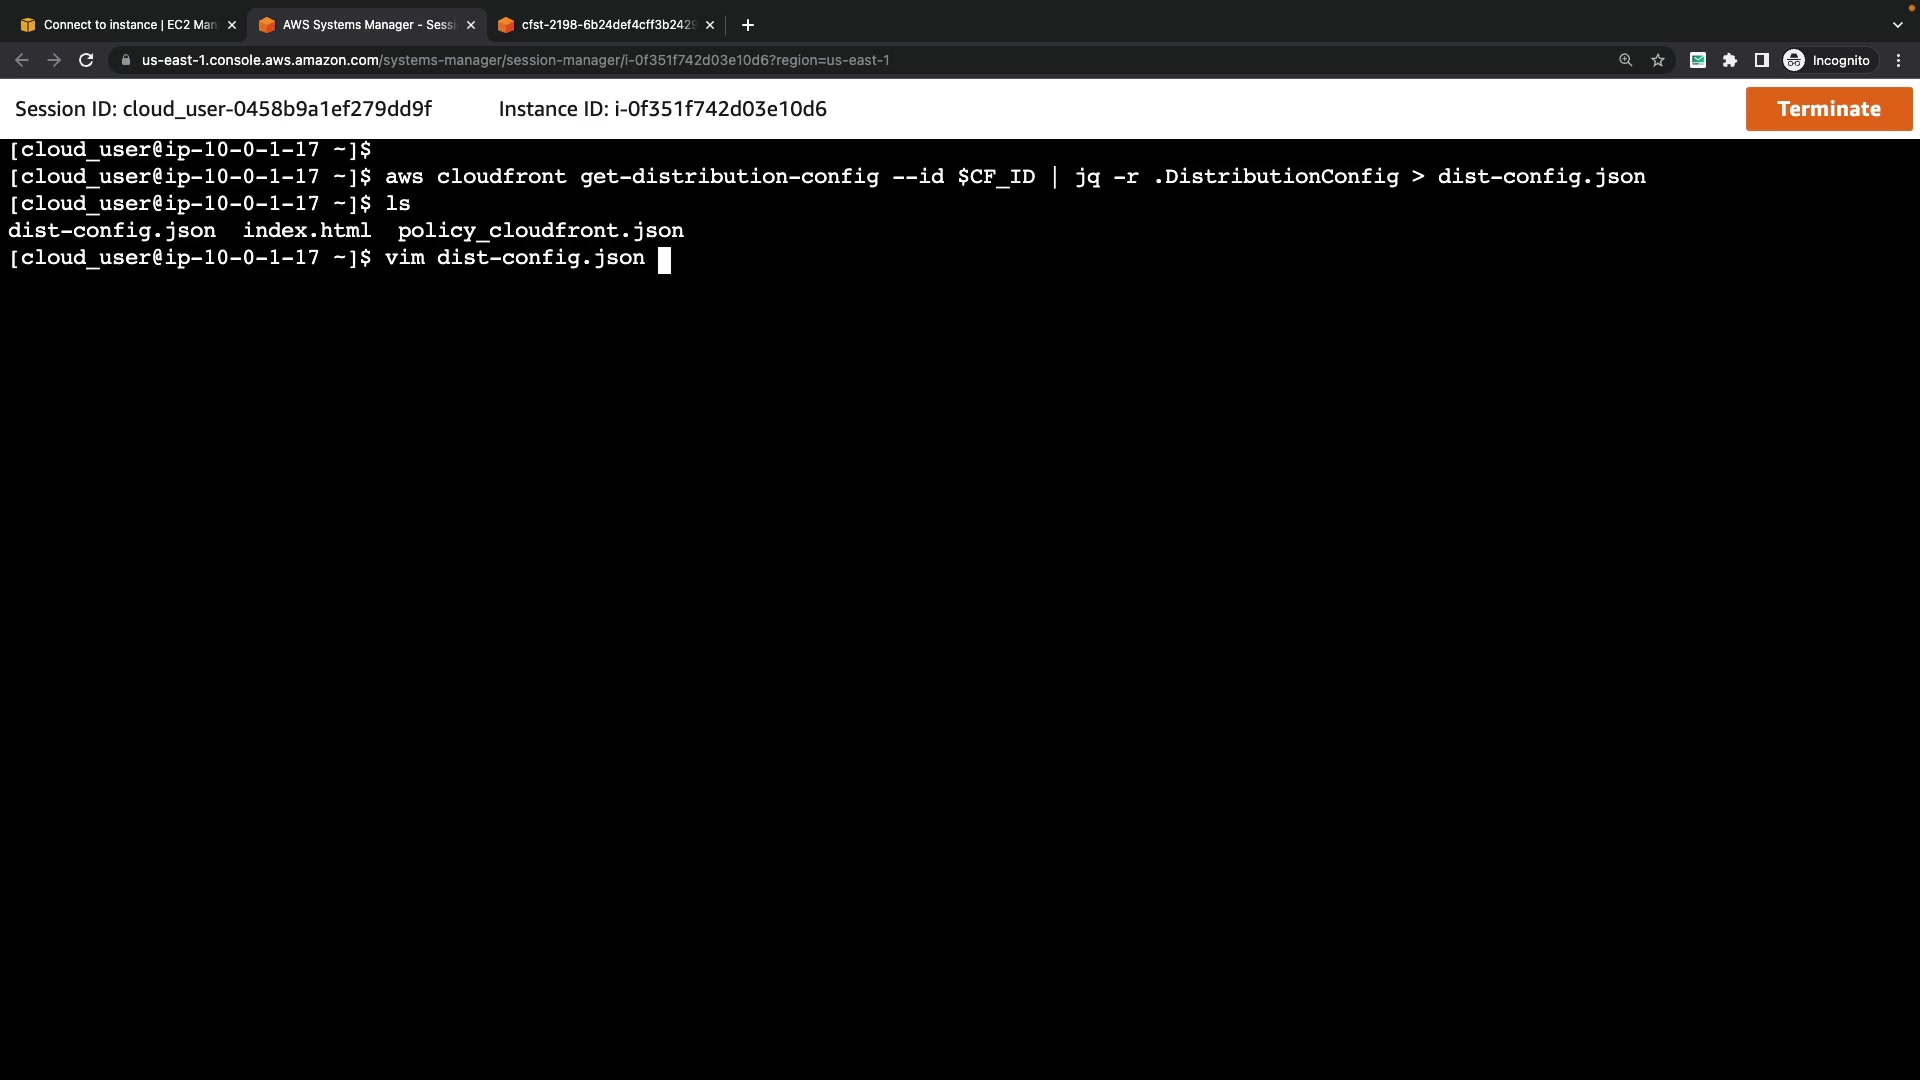 Connect to instance | EC2 Man
AWS Systems Manager - Sessi
cfst-2198-6b24def4cff3b2429
us-east-1.console.aws.amazon.com/systems-manager/session-manager/i-0f351f742d03e10d6?region=us-east-1
Incognito
Session ID: cloud_user-0458b9a1ef279dd9f
Instance ID: i-0f351f742d03e10d6
Terminate
[cloud_user@ip-10-0-1-17 ~]$
[cloud_user@ip-10-0-1-17 ~]$ aws cloudfront get-distribution-config --id $CF_ID | jq -r .DistributionConfig > dist-config.json
[cloud_user@ip-10-0-1-17 ~]$ ls
dist-config.json  index.html  policy_cloudfront.json
[cloud_user@ip-10-0-1-17 ~]$ vim dist-config.json